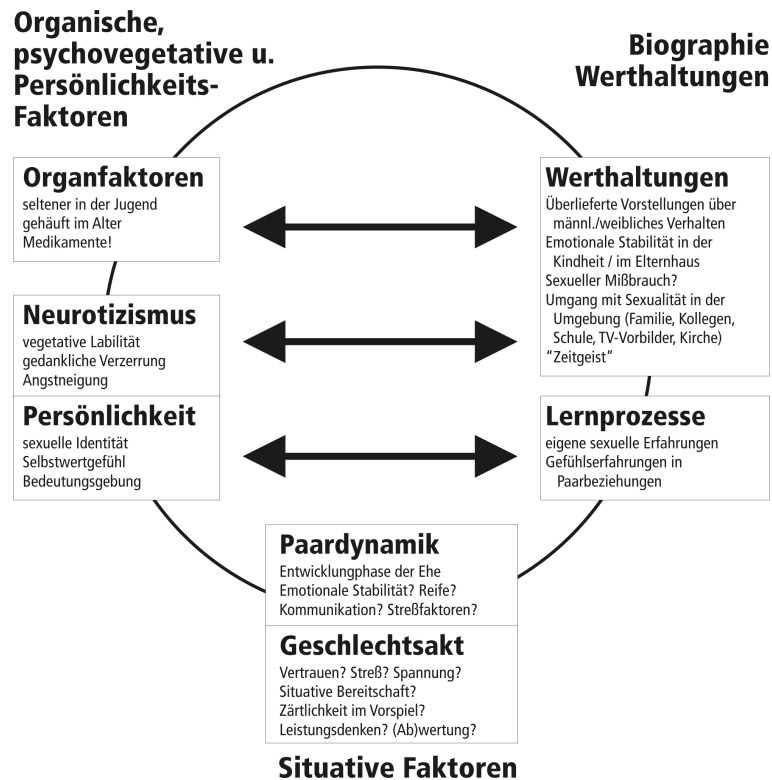 Organische,
psychovegetative u.
Persönlichkeits-
Faktoren
Biographie
Werthaltungen
Organfaktoren
seltener in der Jugend
gehäuft im Alter
Medikamente!
Neurotizismus
vegetative Labilität
gedankliche Verzerrung
Angstneigung
Persönlichkeit
sexuelle Identität
Selbstwertgefühl
Bedeutungsgebung
Werthaltungen
Überlieferte Vorstellungen über
männl./weibliches Verhalten
Emotionale Stabilität in der
Kindheit / im Elternhaus
Sexueller Mißbrauch?
Umgang mit Sexualität in der
Umgebung (Familie, Kollegen,
Schule, TV-Vorbilder, Kirche)
"Zeitgeist"
Lernprozesse
eigene sexuelle Erfahrungen
Gefühlserfahrungen in
Paarbeziehungen
Paardynamik
Entwicklungphase der Ehe
Emotionale Stabilität? Reife?
Kommunikation? Streßfaktoren?
Geschlechtsakt
Vertrauen? Streß? Spannung?
Situative Bereitschaft?
Zärtlichkeit im Vorspiel?
Leistungsdenken? (Ab)wertung?
Situative Faktoren